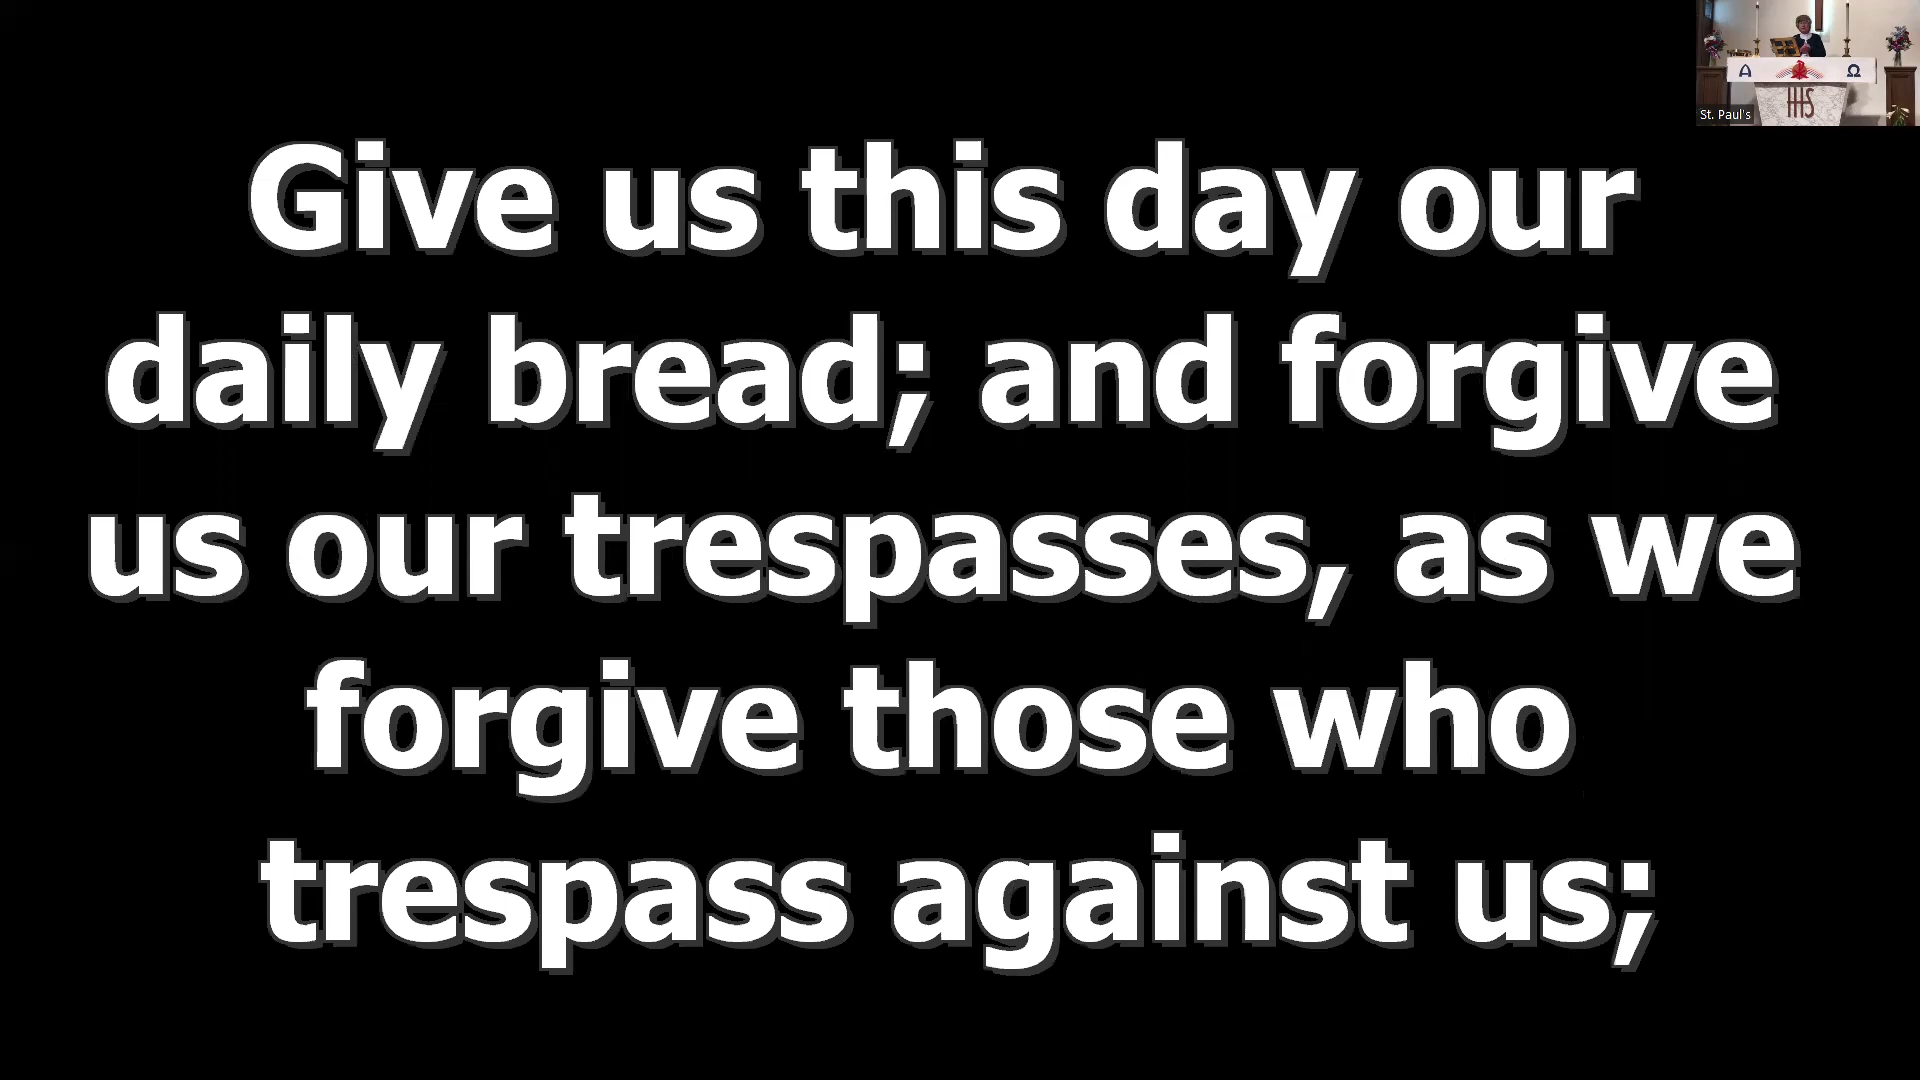 St. Paul's
Α
Ω
IHS
Give us this day our
daily bread; and forgive
us our trespasses, as we
forgive those who
trespass against us;